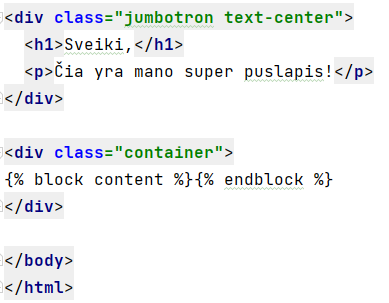 <div class="jumbotron text-center">
  <h1>Sveiki,</h1>
  <p>Čia yra mano super puslapis!</p>
</div>

<div class="container">
{% block content %}{% endblock %}
</div>

</body>
</html>